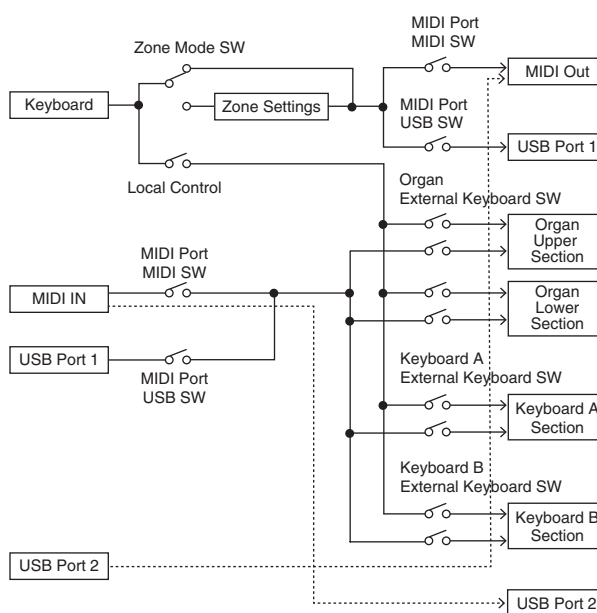 MIDI Port
MIDI SW
Zone Mode SW
MIDI Out
Keyboard
Zone Settings
MIDI Port
USB SW
USB Port 1
Local Control
Organ
External Keyboard SW
Organ
Upper
Section
MIDI Port
MIDI SW
MIDI IN
Organ
Lower
Section
USB Port 1
MIDI Port
USB SW
Keyboard A
External Keyboard SW
Keyboard A
Section
Keyboard B
External Keyboard SW
Keyboard B
Section
USB Port 2
USB Port 2